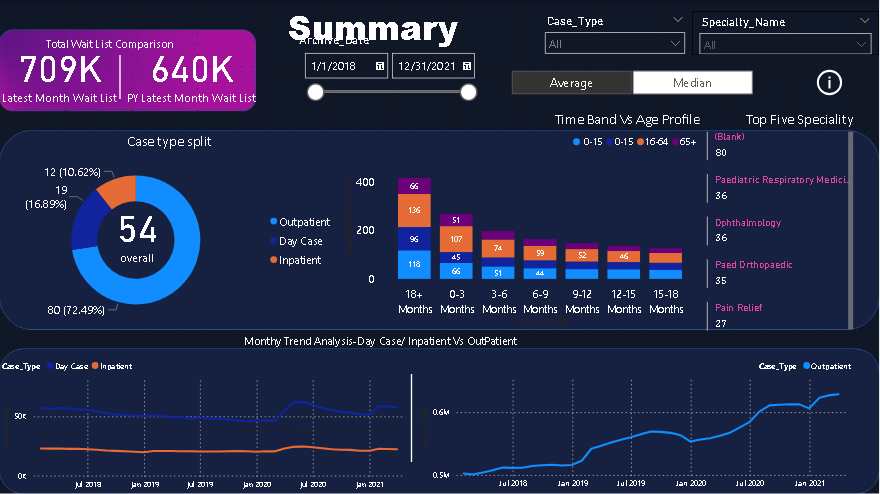 Summary
Total Wait List Comparison
709K
640K
Latest Month Wait List
PY Latest Month Wait List
Archive_Date
1/1/2018
12/31/2021
Case_Type
All
Specialty_Name
All
Average
Median
i
Case type split
12 (10.62%)
19
(16.89%)
54
overall
80 (72.49%)
Outpatient
Day Case
Inpatient
Time Band Vs Age Profile
0-15
0-15
16-64
65+
400
200
0
66
136
96
118
51
107
45
66
74
51
59
44
52
46
18+
Months
0-3
Months
3-6
Months
6-9
Months
9-12
Months
12-15
Months
15-18
Months
Top Five Speciality
(Blank)
80
Paediatric Respiratory Medici...
36
Ophthalmology
36
Paed Orthopaedic
35
Pain Relief
27
Monthy Trend Analysis-Day Case/ Inpatient Vs OutPatient
Case_Type
Day Case
Inpatient
50K
0K
Jul 2018
Jan 2019
Jul 2019
Jan 2020
Jul 2020
Jan 2021
Case_Type
Outpatient
0.6M
0.5M
Jul 2018
Jan 2019
Jul 2019
Jan 2020
Jul 2020
Jan 2021